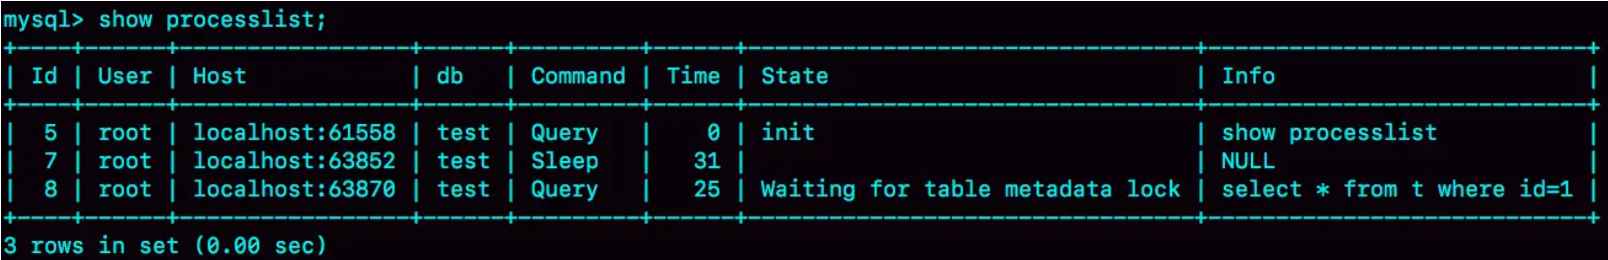 mysql> show processlist;
+----+------+-----------------+------+---------+------+---------------------------------+----------------------------+
| Id | User | Host            | db   | Command | Time | State                           | Info                       |
+----+------+-----------------+------+---------+------+---------------------------------+----------------------------+
|  5 | root | localhost:61558 | test | Query   |    0 | init                            | show processlist           |
|  7 | root | localhost:63852 | test | Sleep   |   31 |                                 | NULL                       |
|  8 | root | localhost:63870 | test | Query   |   25 | Waiting for table metadata lock | select * from t where id=1 |
+----+------+-----------------+------+---------+------+---------------------------------+----------------------------+
3 rows in set (0.00 sec)